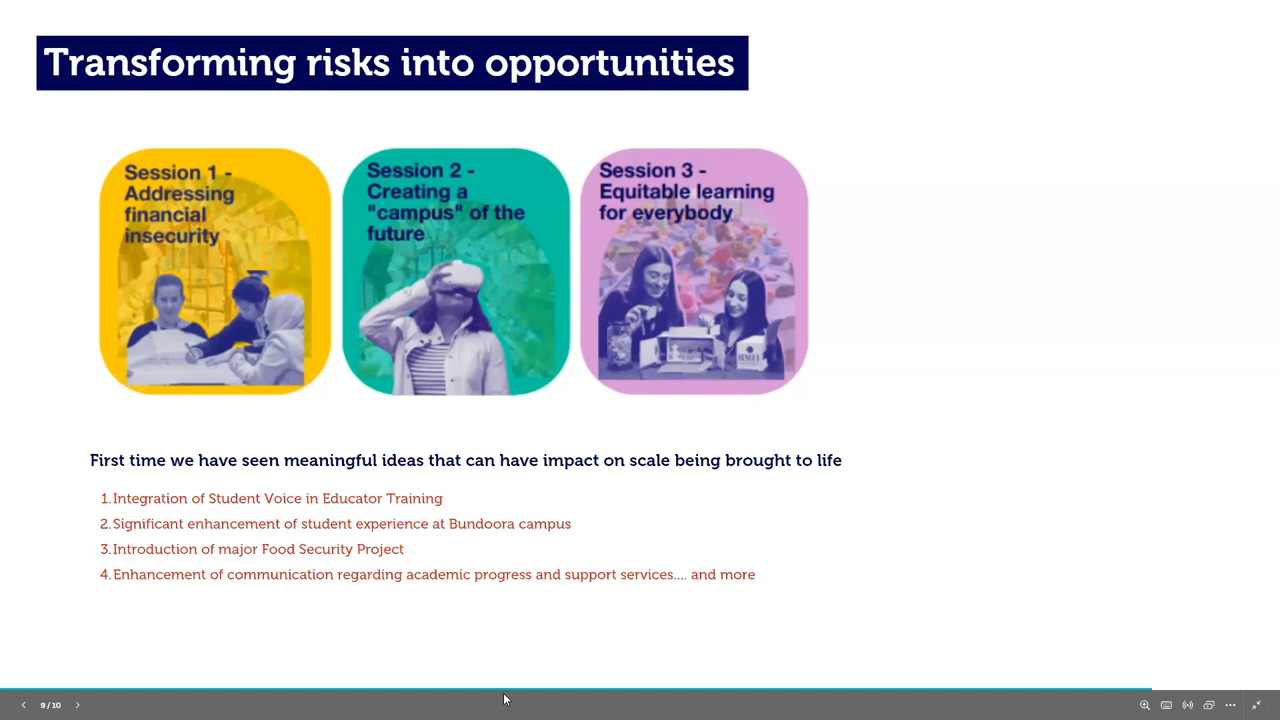 Transforming risks into opportunities
Session 1 -
Addressing
financial
insecurity
Session 2 -
Creating a
"campus" of the
future
Session 3 -
Equitable learning
for everybody
RMIT
First time we have seen meaningful ideas that can have impact on scale being brought to life
1.Integration of Student Voice in Educator Training
2.Significant enhancement of student experience at Bundoora campus
3.Introduction of major Food Security Project
4.Enhancement of communication regarding academic progress and support services.... and more
9 / 10